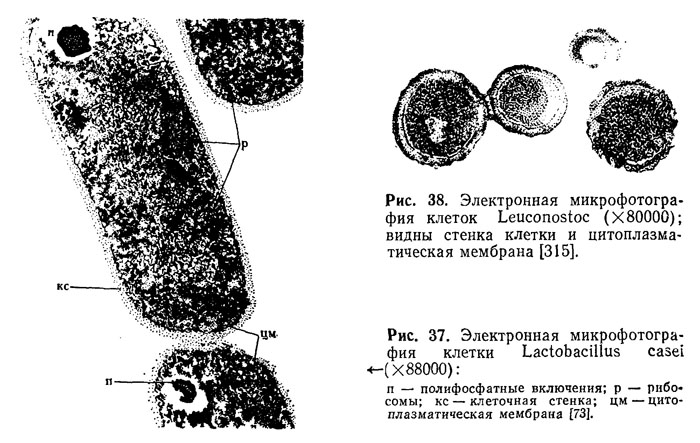 п
р
кс
цм
п
Рис. 38. Электронная микрофотогра-
фия клеток Leuconostoc (×80000);
видны стенка клетки и цитоплазма-
тическая мембрана [315].
Рис. 37. Электронная микрофотогра-
фия клетки Lactobacillus casei
←(×88000):
п — полифосфатные включения; р — рибо-
сомы; кс — клеточная стенка; цм — цито-
плазматическая мембрана [73].